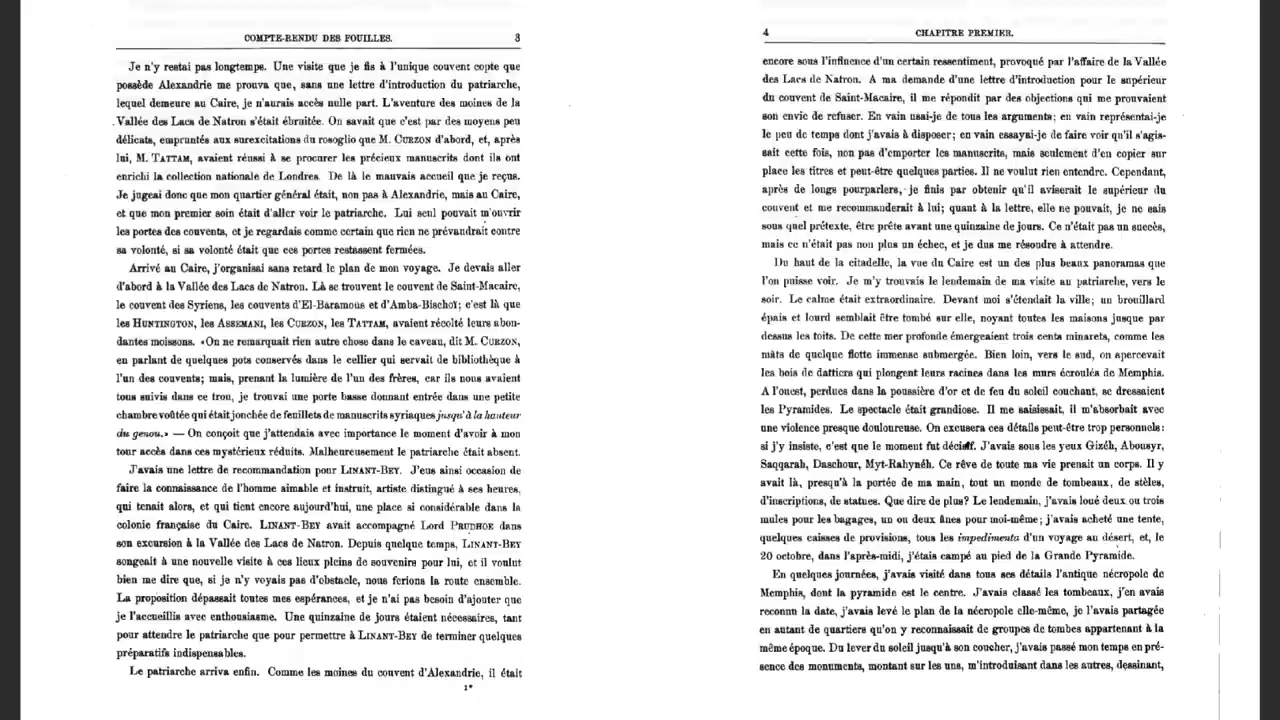 COMPTE-RENDU DES FOUILLES. 3
Je n'y restai pas longtemps. Une visite que je fis à l'unique couvent copte que
possède Alexandrie me prouva que, sans une lettre d'introduction du patriarche,
lequel demeure au Caire, je n'aurais accès nulle part. L'aventure des moines de la
Vallée des Lacs de Natron s'était ébruitée. On savait que c'est par des moyens peu
délicats, empruntés aux surexcitations du rosoglio que M. CURZON d'abord, et, après
lui, M. TATTAM, avaient réussi à se procurer les précieux manuscrits dont ils ont
enrichi la collection nationale de Londres. De là le mauvais accueil que je reçus.
Je jugeai donc que mon quartier général était, non pas à Alexandrie, mais au Caire,
et que mon premier soin était d'aller voir le patriarche. Lui seul pouvait m'ouvrir
les portes des couvents, et je regardais comme certain que rien ne prévaudrait contre
sa volonté, si sa volonté était que ces portes restassent fermées.
Arrivé au Caire, j'organisai sans retard le plan de mon voyage. Je devais aller
d'abord à la Vallée des Lacs de Natron. Là se trouvent le couvent de Saint-Macaire,
le couvent des Syriens, les couvents d'El-Baramous et d'Amba-Bischoï; c'est là que
les HUNTINGTON, les ASSEMANI, les CURZON, les TATTAM, avaient récolté leurs abon-
dantes moissons. «On ne remarquait rien autre chose dans le caveau, dit M. CURZON,
en parlant de quelques pots conservés dans le cellier qui servait de bibliothèque à
l'un des couvents; mais, prenant la lumière de l'un des frères, car ils nous avaient
tous suivis dans ce trou, je trouvai une porte basse donnant entrée dans une petite
chambre voûtée qui était jonchée de feuillets de manuscrits syriaques jusqu'à la hauteur
du genou.» — On conçoit que j'attendais avec importance le moment d'avoir à mon
tour accès dans ces mystérieux réduits. Malheureusement le patriarche était absent.
J'avais une lettre de recommandation pour LINANT-BEY. J'eus ainsi occasion de
faire la connaissance de l'homme aimable et instruit, artiste distingué à ses heures,
qui tenait alors, et qui tient encore aujourd'hui, une place si considérable dans la
colonie française du Caire. LINANT-BEY avait accompagné Lord PRUDHOE dans
son excursion à la Vallée des Lacs de Natron. Depuis quelque temps, LINANT-BEY
songeait à une nouvelle visite à ces lieux pleins de souvenirs pour lui, et il voulut
bien me dire que, si je n'y voyais pas d'obstacle, nous ferions la route ensemble.
La proposition dépassait toutes mes espérances, et je n'ai pas besoin d'ajouter que
je l'accueillis avec enthousiasme. Une quinzaine de jours étaient nécessaires, tant
pour attendre le patriarche que pour permettre à LINANT-BEY de terminer quelques
préparatifs indispensables.
Le patriarche arriva enfin. Comme les moines du couvent d'Alexandrie, il était
1*
4 CHAPITRE PREMIER.
encore sous l'influence d'un certain ressentiment, provoqué par l'affaire de la Vallée
des Lacs de Natron. A ma demande d'une lettre d'introduction pour le supérieur
du couvent de Saint-Macaire, il me répondit par des objections qui me prouvaient
son envie de refuser. En vain usai-je de tous les arguments; en vain représentai-je
le peu de temps dont j'avais à disposer; en vain essayai-je de faire voir qu'il s'agis-
sait cette fois, non pas d'emporter les manuscrits, mais seulement d'en copier sur
place les titres et peut-être quelques parties. Il ne voulut rien entendre. Cependant,
après de longs pourparlers, je finis par obtenir qu'il aviserait le supérieur du
couvent et me recommanderait à lui; quant à la lettre, elle ne pouvait, je ne sais
sous quel prétexte, être prête avant une quinzaine de jours. Ce n'était pas un succès,
mais ce n'était pas non plus un échec, et je dus me résoudre à attendre.
Du haut de la citadelle, la vue du Caire est un des plus beaux panoramas que
l'on puisse voir. Je m'y trouvais le lendemain de ma visite au patriarche, vers le
soir. Le calme était extraordinaire. Devant moi s'étendait la ville; un brouillard
épais et lourd semblait être tombé sur elle, noyant toutes les maisons jusque par
dessus les toits. De cette mer profonde émergeaient trois cents minarets, comme les
mâts de quelque flotte immense submergée. Bien loin, vers le sud, on apercevait
les bois de dattiers qui plongent leurs racines dans les murs écroulés de Memphis.
A l'ouest, perdues dans la poussière d'or et de feu du soleil couchant, se dressaient
les Pyramides. Le spectacle était grandiose. Il me saisissait, il m'absorbait avec
une violence presque douloureuse. On excusera ces détails peut-être trop personnels:
si j'y insiste, c'est que le moment fut décisif. J'avais sous les yeux Gizéh, Abousyr,
Saqqarah, Daschour, Myt-Rahynéh. Ce rêve de toute ma vie prenait un corps. Il y
avait là, presqu'à la portée de ma main, tout un monde de tombeaux, de stèles,
d'inscriptions, de statues. Que dire de plus? Le lendemain, j'avais loué deux ou trois
mules pour les bagages, un ou deux ânes pour moi-même; j'avais acheté une tente,
quelques caisses de provisions, tous les impedimenta d'un voyage au désert, et, le
20 octobre, dans l'après-midi, j'étais campé au pied de la Grande Pyramide.
En quelques journées, j'avais visité dans tous ses détails l'antique nécropole de
Memphis, dont la pyramide est le centre. J'avais classé les tombeaux, j'en avais
reconnu la date, j'avais levé le plan de la nécropole elle-même, je l'avais partagée
en autant de quartiers qu'on y reconnaissait de groupes de tombes appartenant à la
même époque. Du lever du soleil jusqu'à son coucher, j'avais passé mon temps en pré-
sence des monuments, montant sur les uns, m'introduisant dans les autres, dessinant,